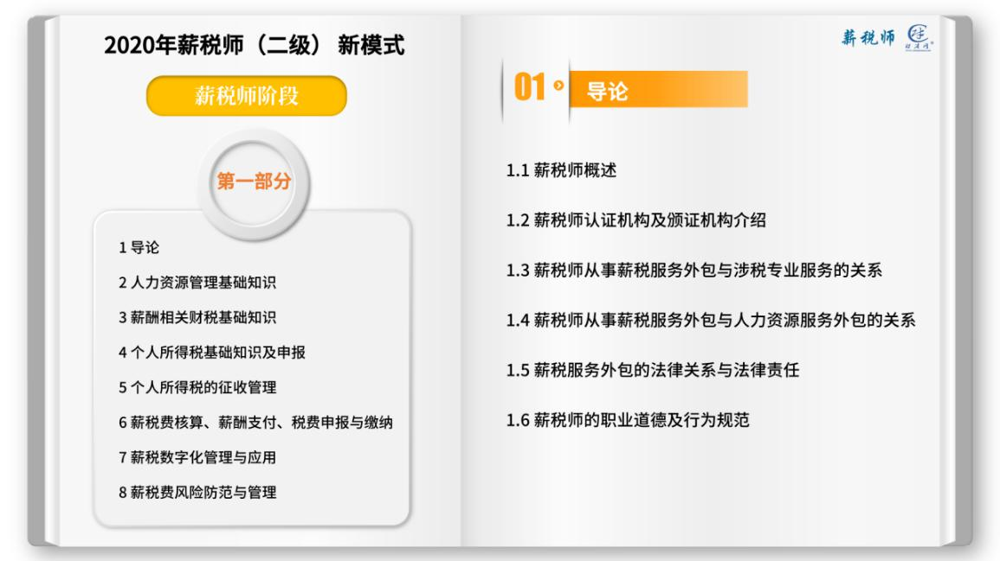 2020年薪税师（二级） 新模式
薪税师阶段
第一部分
1 导论
2 人力资源管理基础知识
3 薪酬相关财税基础知识
4 个人所得税基础知识及申报
5 个人所得税的征收管理
6 薪税费核算、薪酬支付、税费申报与缴纳
7 薪税数字化管理与应用
8 薪税费风险防范与管理
薪税师
01
导论
1.1 薪税师概述
1.2 薪税师认证机构及颁证机构介绍
1.3 薪税师从事薪税服务外包与涉税专业服务的关系
1.4 薪税师从事薪税服务外包与人力资源服务外包的关系
1.5 薪税服务外包的法律关系与法律责任
1.6 薪税师的职业道德及行为规范